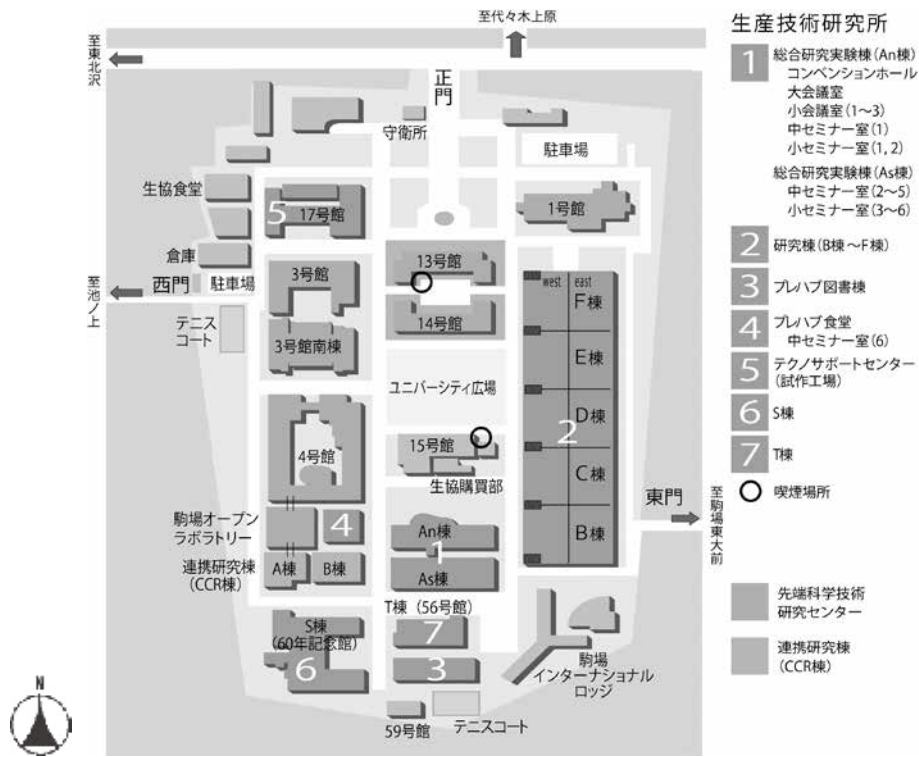 至代々木上原
至東北沢
正門
守衛所
駐車場
生協食堂
5
17号館
1号館
倉庫
西門
駐車場
至池ノ上
3号館
13号館
14号館
テニス
コート
3号館南棟
ユニバーシティ広場
west
east
F棟
E棟
D棟
2
C棟
B棟
4号館
15号館
生協購買部
東門
至駒場東大前
駒場オープン
ラボラトリー
4
An棟
1
As棟
連携研究棟
(CCR棟)
A棟
B棟
T棟(56号館)
7
S棟
(60年記念館)
6
3
駒場
インターナショナル
ロッジ
59号館
テニスコート
N
生産技術研究所
1
総合研究実験棟(An棟)
コンベンションホール
大会議室
小会議室(1~3)
中セミナー室(1)
小セミナー室(1,2)
総合研究実験棟(As棟)
中セミナー室(2~5)
小セミナー室(3~6)
2
研究棟(B棟~F棟)
3
プレハブ図書棟
4
プレハブ食堂
中セミナー室(6)
5
テクノサポートセンター
(試作工場)
6
S棟
7
T棟
喫煙場所
先端科学技術
研究センター
連携研究棟
(CCR棟)